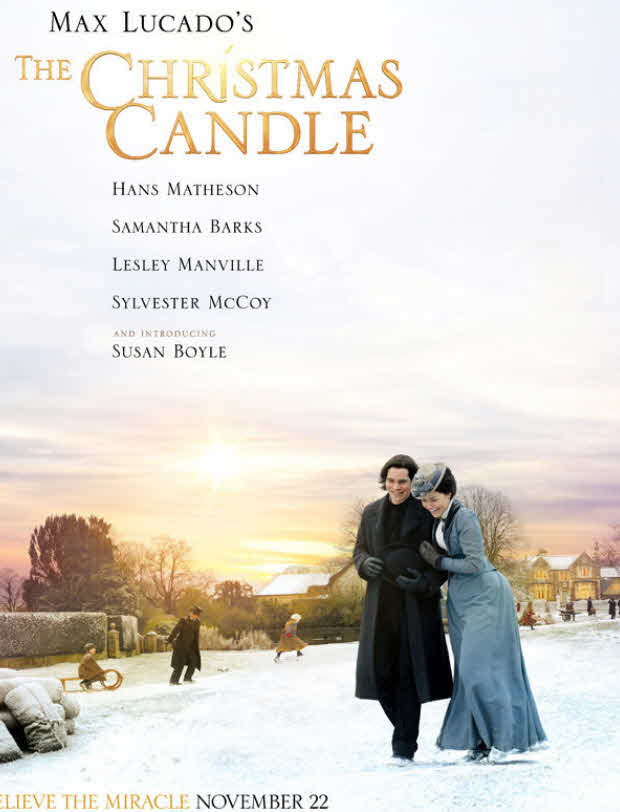 MAX LUCADO'S
THE CHRISTMAS
CANDLE
HANS MATHESON
SAMANTHA BARKS
LESLEY MANVILLE
SYLVESTER MCCOY
AND INTRODUCING
SUSAN BOYLE
ELIEVE THE MIRACLE NOVEMBER 22